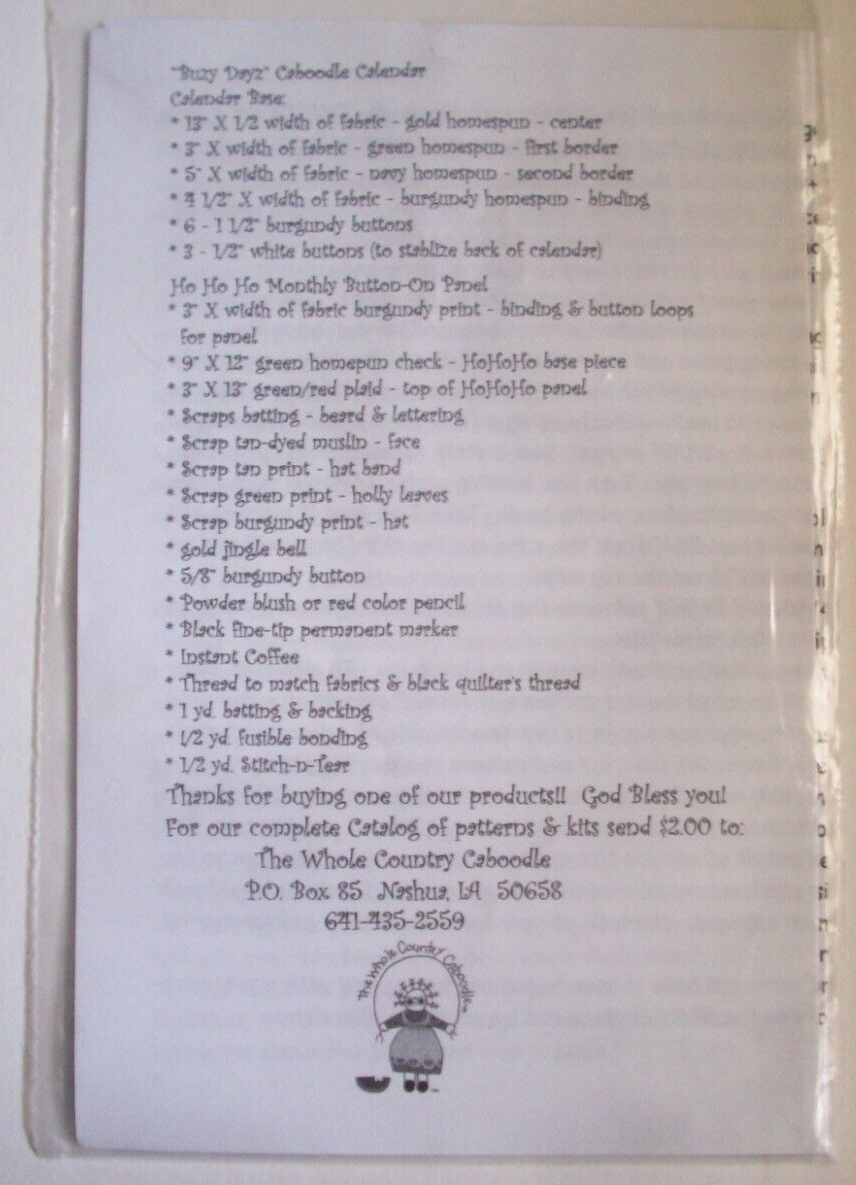 "Buzy Dayz" Caboodle Calendar
Calendar Base:
* 13" X 1/2 width of fabric - gold homespun - center
* 3" X width of fabric - green homespun - first border
* 5" X width of fabric - navy homespun - second border
* 4 1/2" X width of fabric - burgundy homespun - binding
* 6 - 1 1/2" burgundy buttons
* 3 - 1/2" white buttons (to stablize back of calendar)
Ho Ho Ho Monthly Button-On Panel
* 3" X width of fabric burgundy print - binding & button loops
for panel
* 9" X 12" green homepun check - HoHoHo base piece
* 3" X 13" green/red plaid - top of HoHoHo panel
* Scraps batting - beard & lettering
* Scrap tan-dyed muslin - face
* Scrap tan print - hat band
* Scrap green print - holly leaves
* Scrap burgundy print - hat
* gold jingle bell
* 5/8" burgundy button
* Powder blush or red color pencil
* Black fine-tip permanent marker
* Instant Coffee
* Thread to match fabrics & black quilter's thread
* 1 yd. batting & backing
* 1/2 yd. fusible bonding
* 1/2 yd. Stitch-n-Tear
Thanks for buying one of our products!! God Bless you!
For our complete Catalog of patterns & kits send $2.00 to:
The Whole Country Caboodle
P.O. Box 85 Nashua, IA 50658
641-435-2559
The Whole Country Caboodle